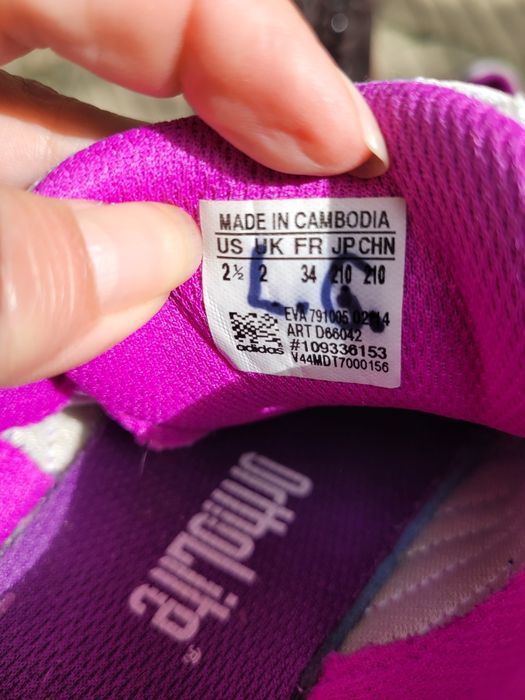 MADE IN CAMBODIA
US UK FR JP CHN
2½ 2 34 210 210
L.C
EVA 791005 02/14
ART D66042
adidas #109336153
V44MDT7000156
ortholite